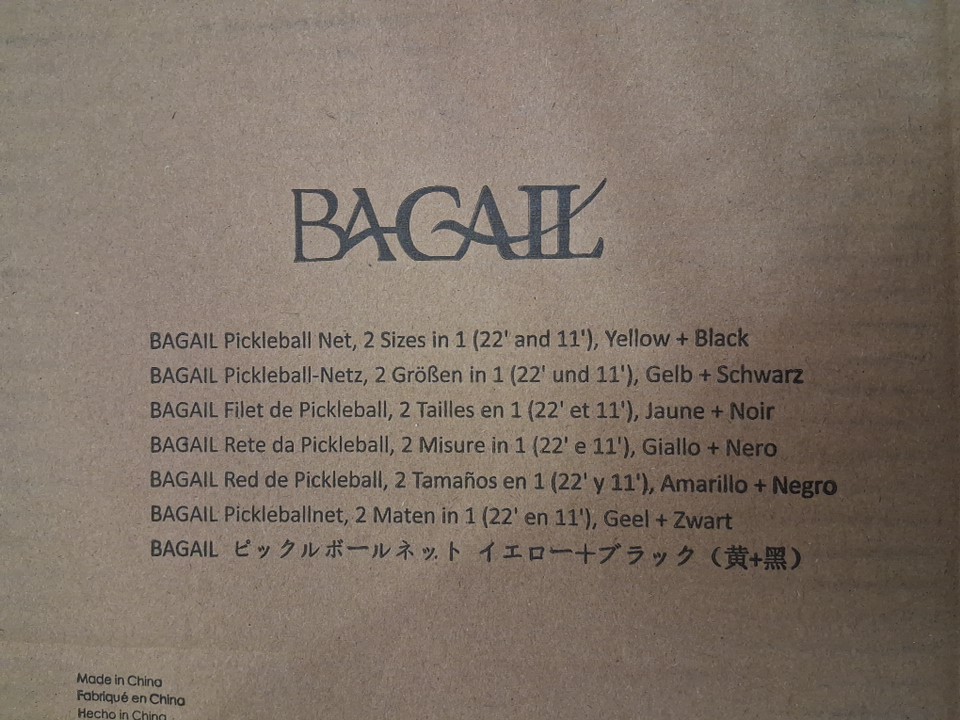 BAGAIL
BAGAIL Pickleball Net, 2 Sizes in 1 (22' and 11'), Yellow + Black
BAGAIL Pickleball-Netz, 2 Größen in 1 (22' und 11'), Gelb + Schwarz
BAGAIL Filet de Pickleball, 2 Tailles en 1 (22' et 11'), Jaune + Noir
BAGAIL Rete da Pickleball, 2 Misure in 1 (22' e 11'), Giallo + Nero
BAGAIL Red de Pickleball, 2 Tamaños en 1 (22' y 11'), Amarillo + Negro
BAGAIL Pickleballnet, 2 Maten in 1 (22' en 11'), Geel + Zwart
BAGAIL ピックルボールネット イエロー＋ブラック（黄+黑）
Made in China
Fabriqué en China
Hecho in China